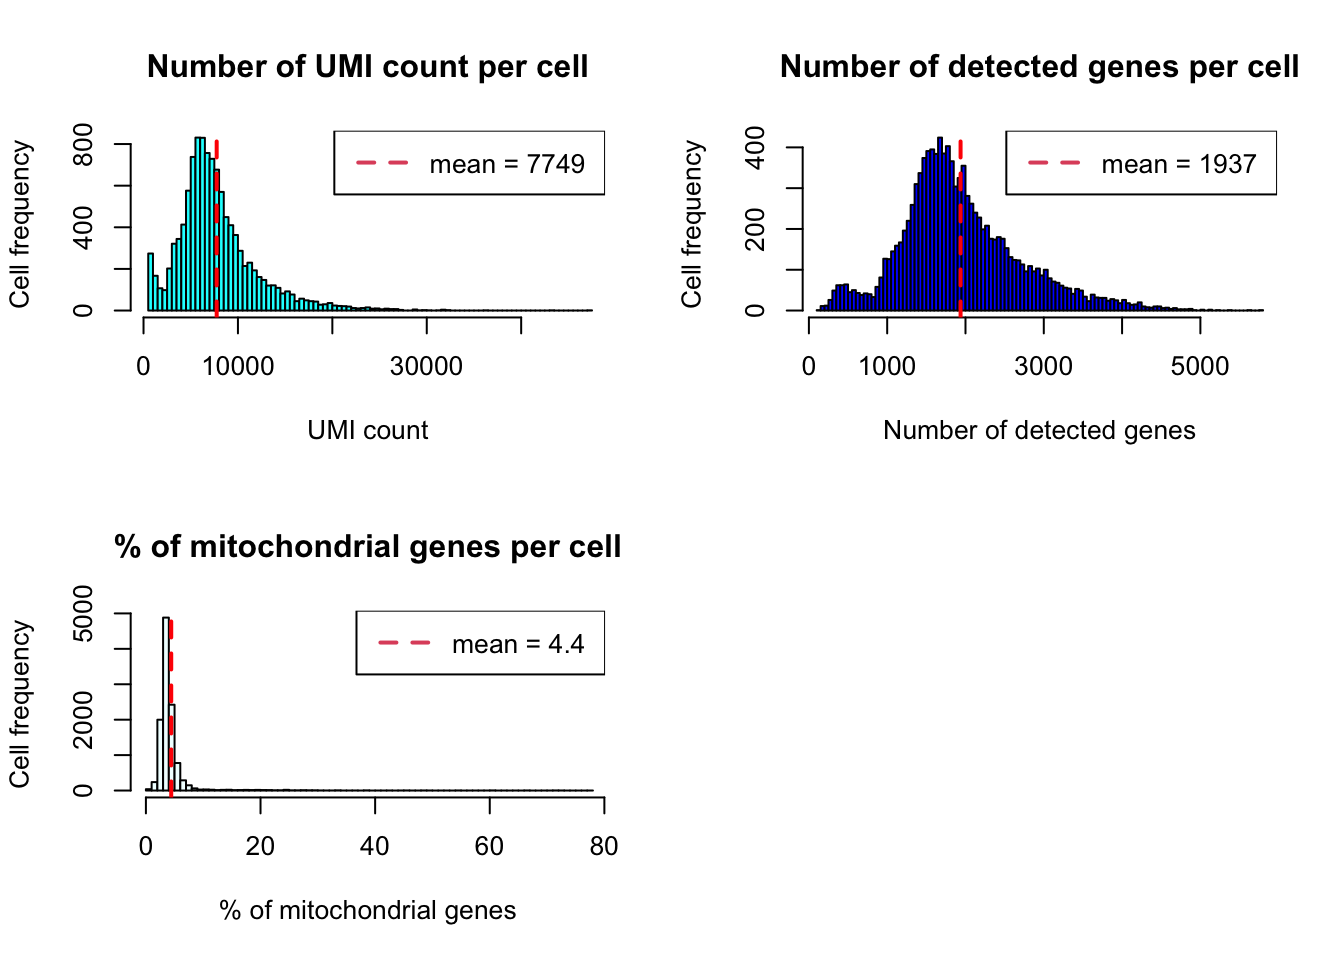 Number of UMI count per cell
Cell frequency
800
400
0
mean = 7749
0 10000 30000
UMI count
Number of detected genes per cell
Cell frequency
400
200
0
mean = 1937
0 1000 3000 5000
Number of detected genes
% of mitochondrial genes per cell
Cell frequency
5000
2000
0
mean = 4.4
0 20 40 60 80
% of mitochondrial genes